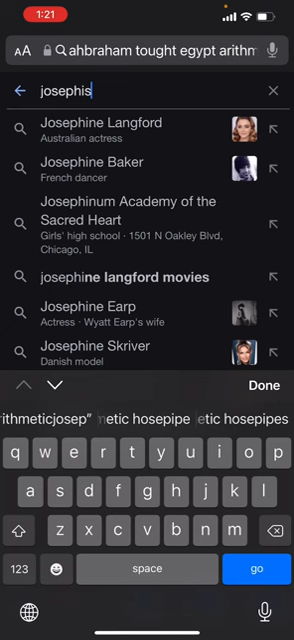 1:21
AA ahbraham tought egypt arithm
josephis
Josephine Langford
Australian actress
Josephine Baker
French dancer
Josephinum Academy of the
Sacred Heart
Girls' high school · 1501 N Oakley Blvd,
Chicago, IL
josephine langford movies
Josephine Earp
Actress · Wyatt Earp's wife
Josephine Skriver
Danish model
Done
ithmeticjosep" metic hosepipe etic hosepipes
q w e r t y u i o p
a s d f g h j k l
z x c v b n m
123 space go